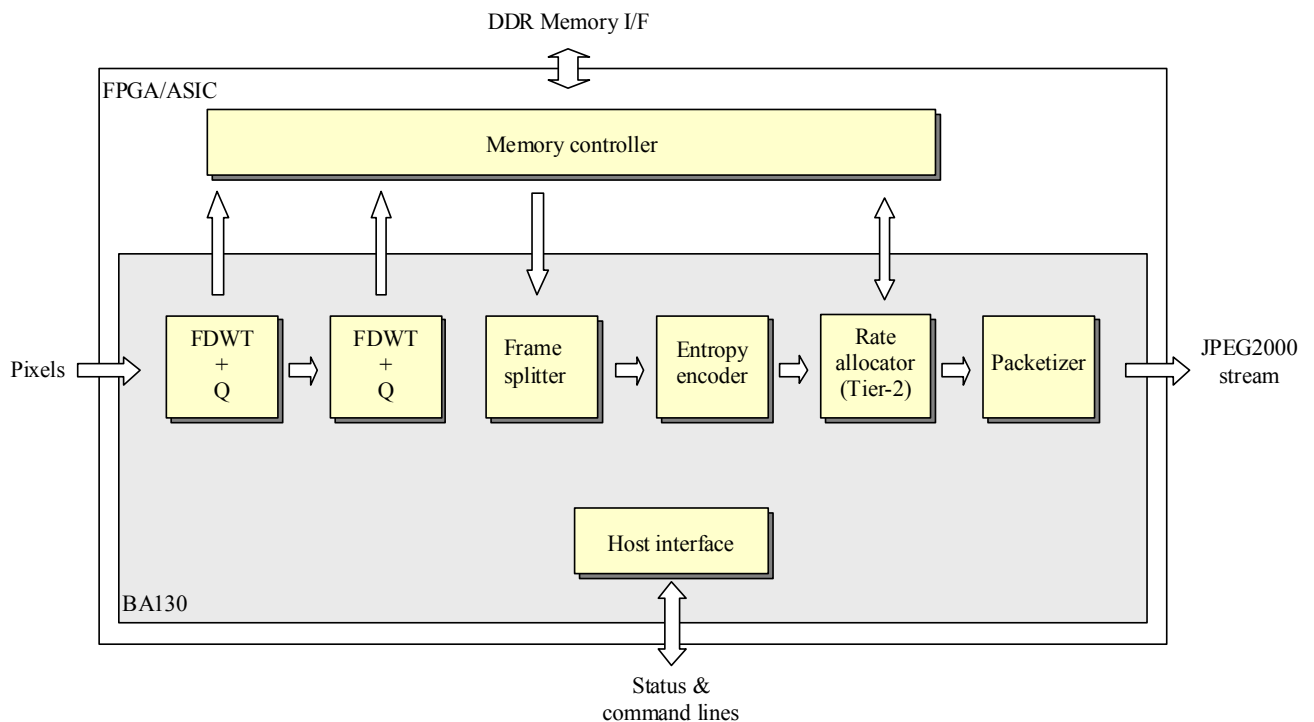 DDR Memory I/F
FPGA/ASIC
Memory controller
Pixels
FDWT
+
Q
FDWT
+
Q
Frame
splitter
Entropy
encoder
Rate
allocator
(Tier-2)
Packetizer
JPEG2000
stream
Host interface
BA130
Status &
command lines